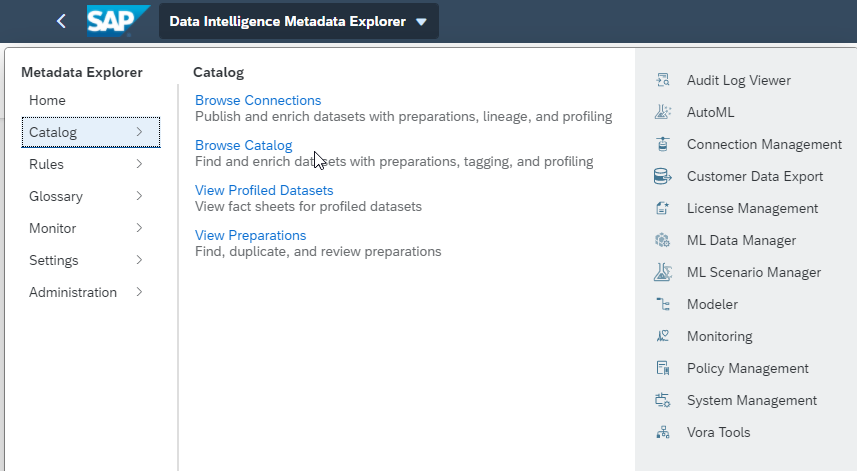 SAP
Data Intelligence Metadata Explorer
Metadata Explorer
Home
Catalog
Rules
Glossary
Monitor
Settings
Administration
Catalog
Browse Connections
Publish and enrich datasets with preparations, lineage, and profiling
Browse Catalog
Find and enrich datasets with preparations, tagging, and profiling
View Profiled Datasets
View fact sheets for profiled datasets
View Preparations
Find, duplicate, and review preparations
Audit Log Viewer
AutoML
Connection Management
Customer Data Export
License Management
ML Data Manager
ML Scenario Manager
Modeler
Monitoring
Policy Management
System Management
Vora Tools